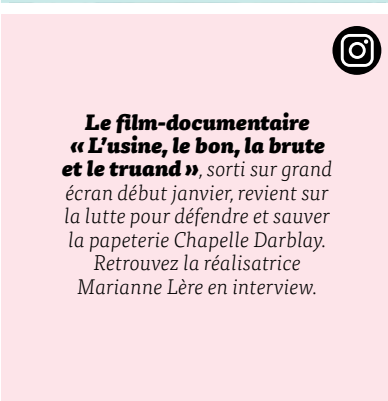 Le film-documentaire
« L’usine, le bon, la brute
et le truand », sorti sur grand
écran début janvier, revient sur
la lutte pour défendre et sauver
la papeterie Chapelle Darblay.
Retrouvez la réalisatrice
Marianne Lère en interview.